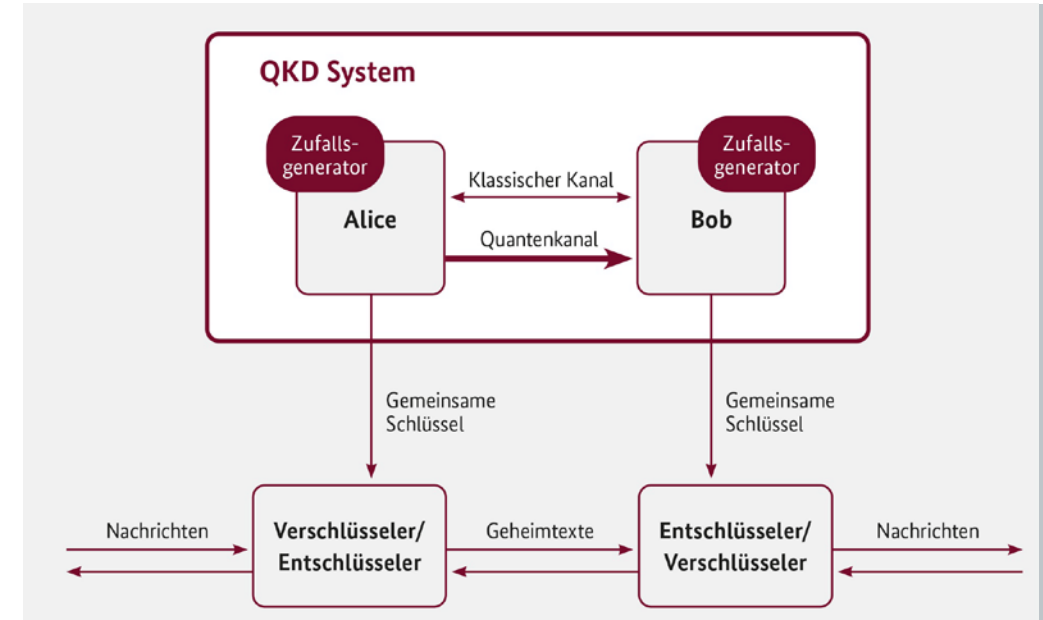 QKD System
Zufalls-
generator
Zufalls-
generator
Klassischer Kanal
Alice
Bob
Quantenkanal
Gemeinsame
Schlüssel
Gemeinsame
Schlüssel
Nachrichten
Verschlüsseler/
Entschlüsseler
Geheimtexte
Entschlüsseler/
Verschlüsseler
Nachrichten